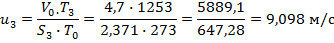 u₃ = V₀.T₃ / S₃ · T₀ = 4,7 · 1253 / 2,371 · 273 = 5889,1 / 647,28 = 9,098 м/с